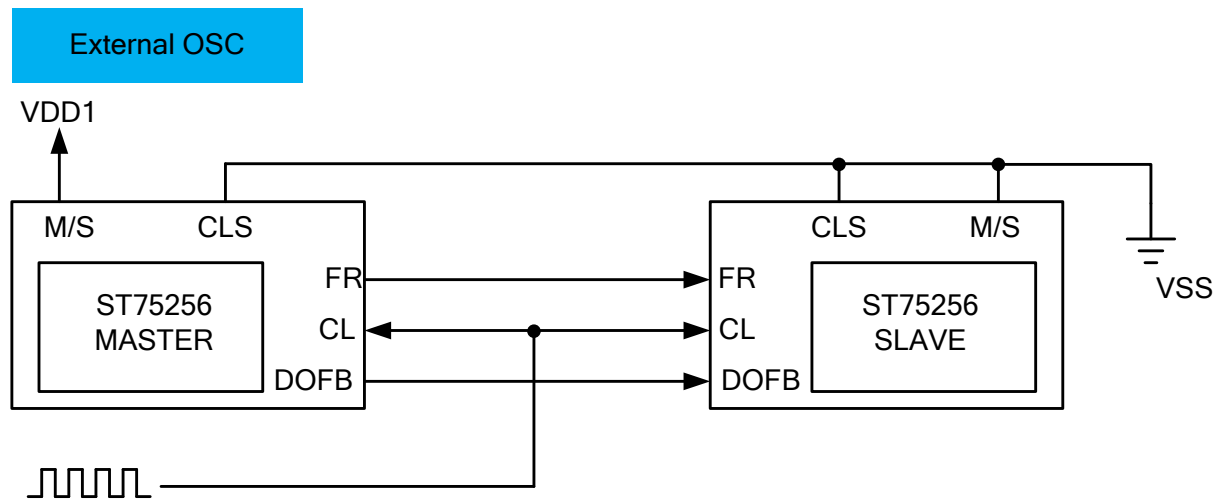 External OSC
VDD1
M/S CLS
CLS M/S
FR
FR
VSS
ST75256
MASTER
ST75256
SLAVE
CL
CL
DOFB
DOFB